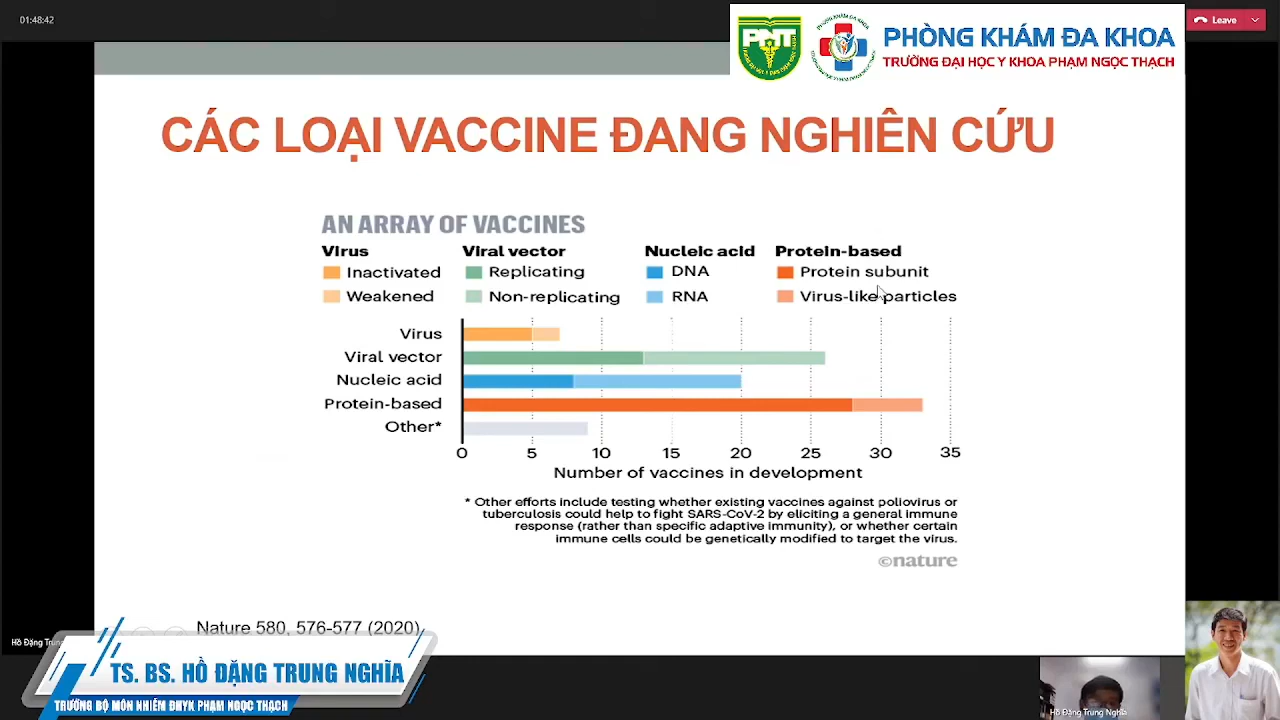 01:48:42
Leave
PNT
PHÒNG KHÁM ĐA KHOA
TRƯỜNG ĐẠI HỌC Y KHOA PHẠM NGỌC THẠCH
CÁC LOẠI VACCINE ĐANG NGHIÊN CỨU
AN ARRAY OF VACCINES
Virus Viral vector Nucleic acid Protein-based
Inactivated Replicating DNA Protein subunit
Weakened Non-replicating RNA Virus-like particles
Virus
Viral vector
Nucleic acid
Protein-based
Other*
0 5 10 15 20 25 30 35
Number of vaccines in development
* Other efforts include testing whether existing vaccines against poliovirus or
tuberculosis could help to fight SARS-CoV-2 by eliciting a general immune
response (rather than specific adaptive immunity), or whether certain
immune cells could be genetically modified to target the virus.
©nature
Nature 580, 576-577 (2020)
Hồ Đặng Trung
TS. BS. HỒ ĐẶNG TRUNG NGHĨA
TRƯỞNG BỘ MÔN NHIỄM ĐHYK PHẠM NGỌC THẠCH
Hồ Đặng Trung Nghĩa